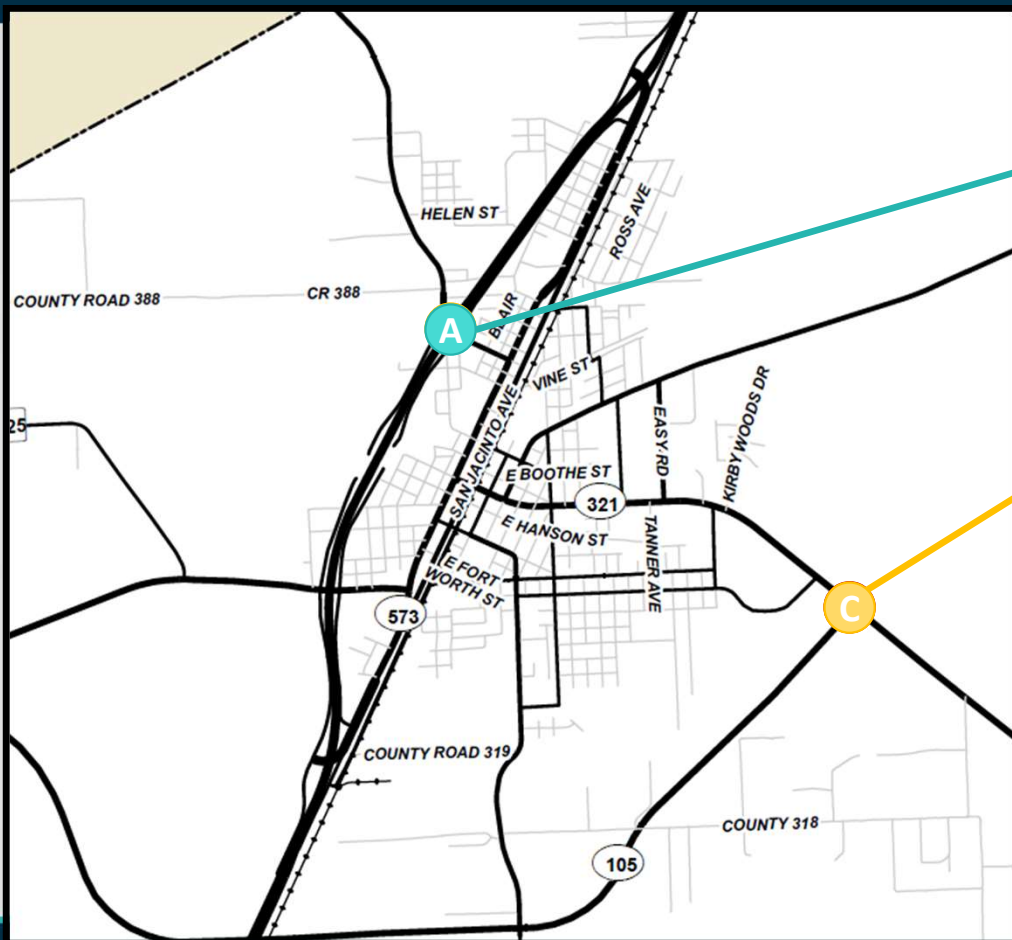 ROSS AVE
HELEN ST
COUNTY ROAD 388
CR 388
BLAIR
A
VINE ST
KIRBY WOODS DR
SAN JACINTO AVE
EASY RD
25
E BOOTHE ST
321
E HANSON ST
TANNER AVE
E FORT
WORTH ST
573
C
COUNTY ROAD 319
COUNTY 318
105